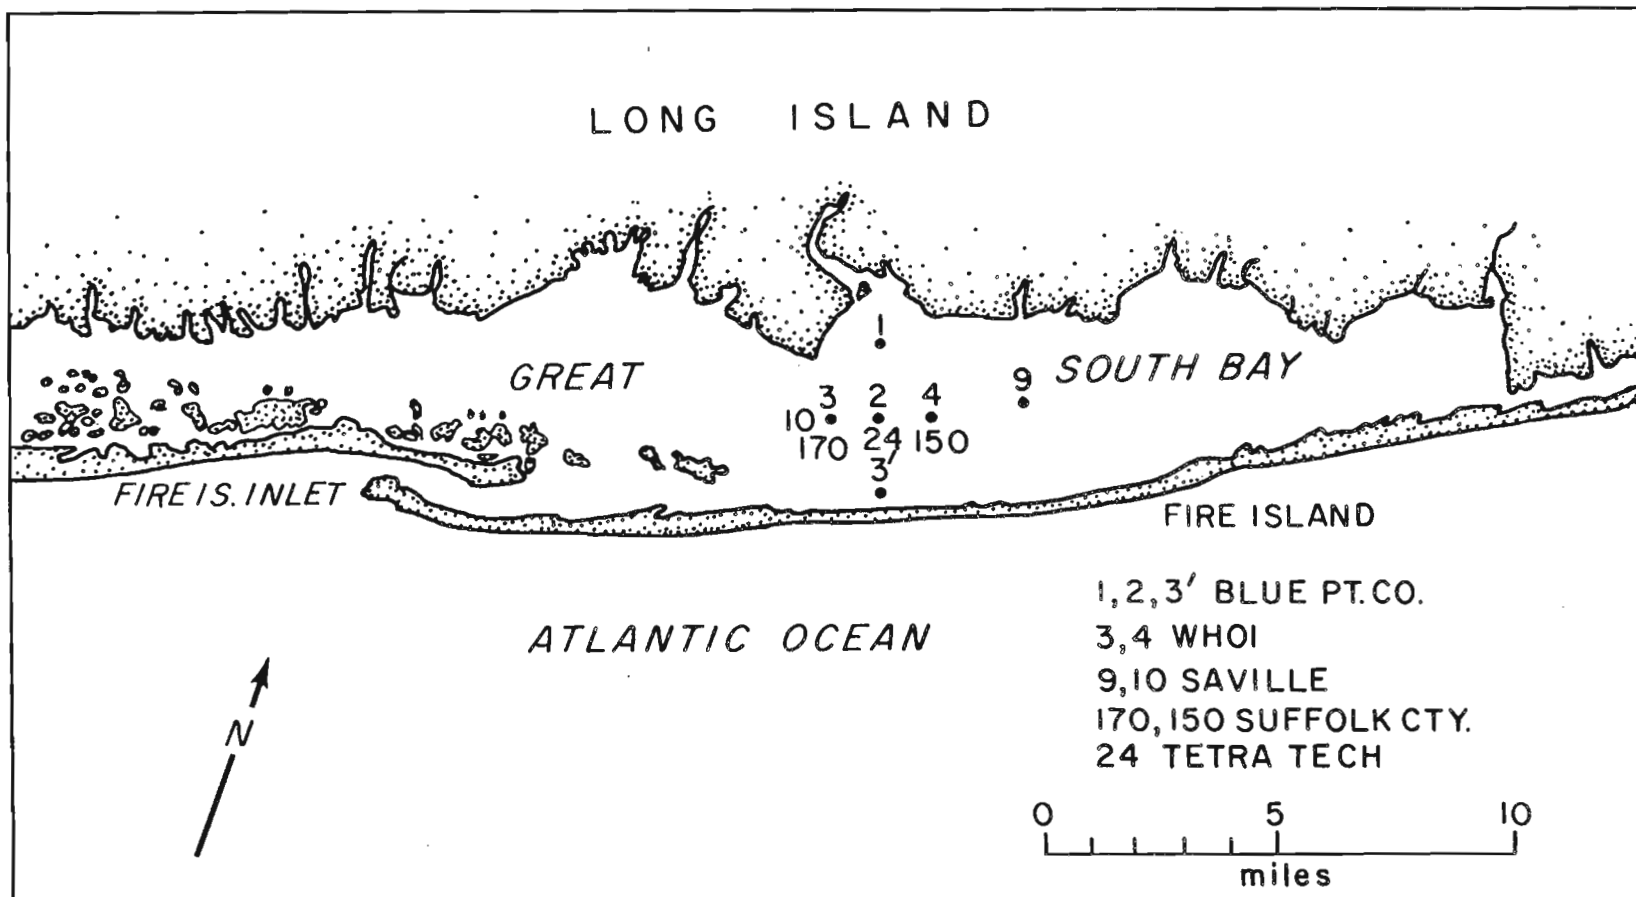 LONG ISLAND
1
GREAT
SOUTH BAY
3 2 4 9
10
170 24 150
3′
FIRE IS. INLET
FIRE ISLAND
ATLANTIC OCEAN
1,2,3′ BLUE PT. CO.
3,4 WHOI
9,10 SAVILLE
170,150 SUFFOLK CTY.
24 TETRA TECH
N
0 5 10
miles